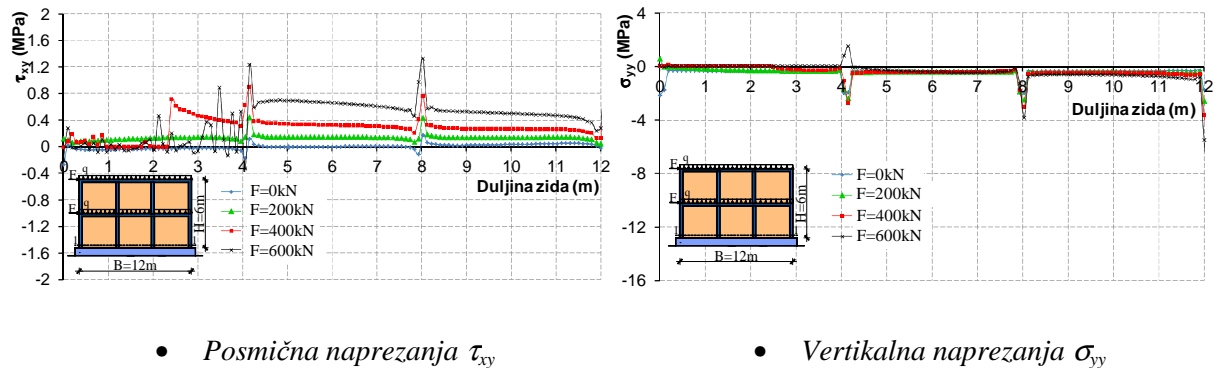 τxy (MPa)
2
1.6
1.2
0.8
0.4
0
-0.4
-0.8
-1.2
-1.6
-2
0 1 2 3 4 5 6 7 8 9 10 11 12
Duljina zida (m)
F q
F q
H=6m
B=12m
F=0kN
F=200kN
F=400kN
F=600kN
• Posmična naprezanja τxy
σyy (MPa)
4
0
-4
-8
-12
-16
0 1 2 3 4 5 6 7 8 9 10 11 12
Duljina zida (m)
F q
F q
H=6m
B=12m
F=0kN
F=200kN
F=400kN
F=600kN
• Vertikalna naprezanja σyy